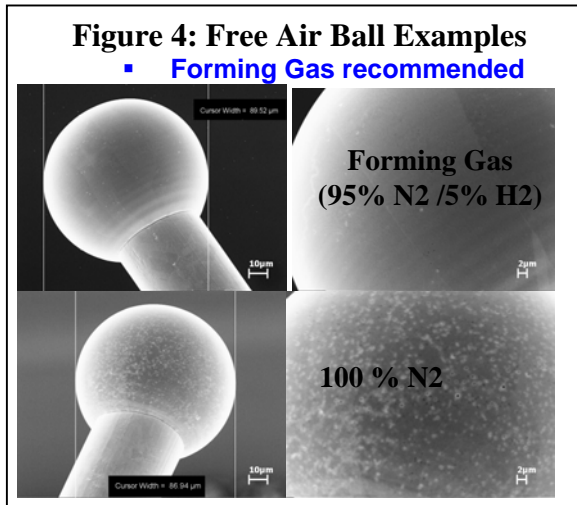 Figure 4: Free Air Ball Examples
▪ Forming Gas recommended
Cursor Width = 89.52 µm
10µm
Forming Gas
(95% N2 /5% H2)
2µm
Cursor Width = 86.94 µm
10µm
100 % N2
2µm